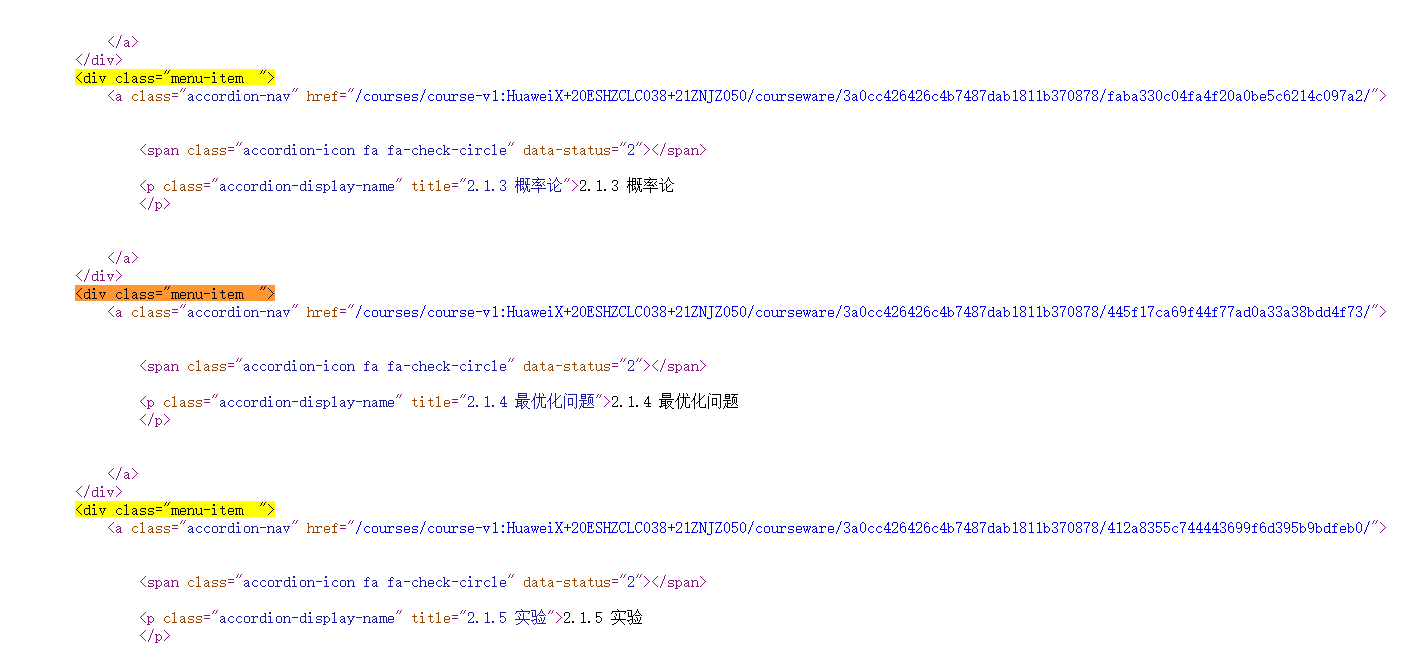 </a>
</div>
<div class="menu-item  ">
<a class="accordion-nav" href="/courses/course-v1:HuaweiX+20ESHZCLC038+21ZNJZ050/courseware/3a0cc426426c4b7487dab1811b370878/faba330c04fa4f20a0be5c6214c097a2/">
<span class="accordion-icon fa fa-check-circle" data-status="2"></span>
<p class="accordion-display-name" title="2.1.3 概率论">2.1.3 概率论
</p>
</a>
</div>
<div class="menu-item  ">
<a class="accordion-nav" href="/courses/course-v1:HuaweiX+20ESHZCLC038+21ZNJZ050/courseware/3a0cc426426c4b7487dab1811b370878/445f17ca69f44f77ad0a33a38bdd4f73/">
<span class="accordion-icon fa fa-check-circle" data-status="2"></span>
<p class="accordion-display-name" title="2.1.4 最优化问题">2.1.4 最优化问题
</p>
</a>
</div>
<div class="menu-item  ">
<a class="accordion-nav" href="/courses/course-v1:HuaweiX+20ESHZCLC038+21ZNJZ050/courseware/3a0cc426426c4b7487dab1811b370878/412a8355c744443699f6d395b9bdfeb0/">
<span class="accordion-icon fa fa-check-circle" data-status="2"></span>
<p class="accordion-display-name" title="2.1.5 实验">2.1.5 实验
</p>